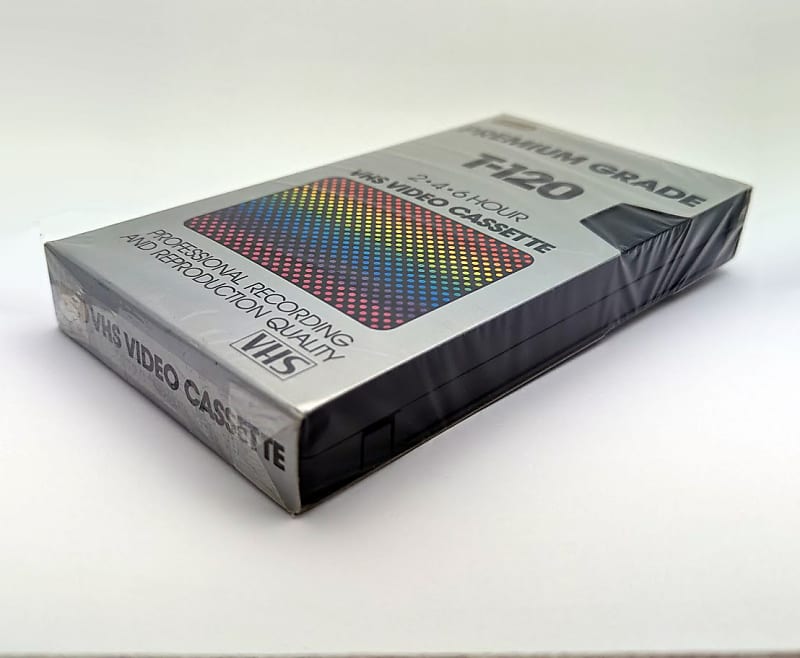 PREMIUM GRADE
T-120
2•4•6 HOUR
VHS VIDEO CASSETTE
PROFESSIONAL RECORDING
AND REPRODUCTION QUALITY
VHS
VHS VIDEO CASSETTE